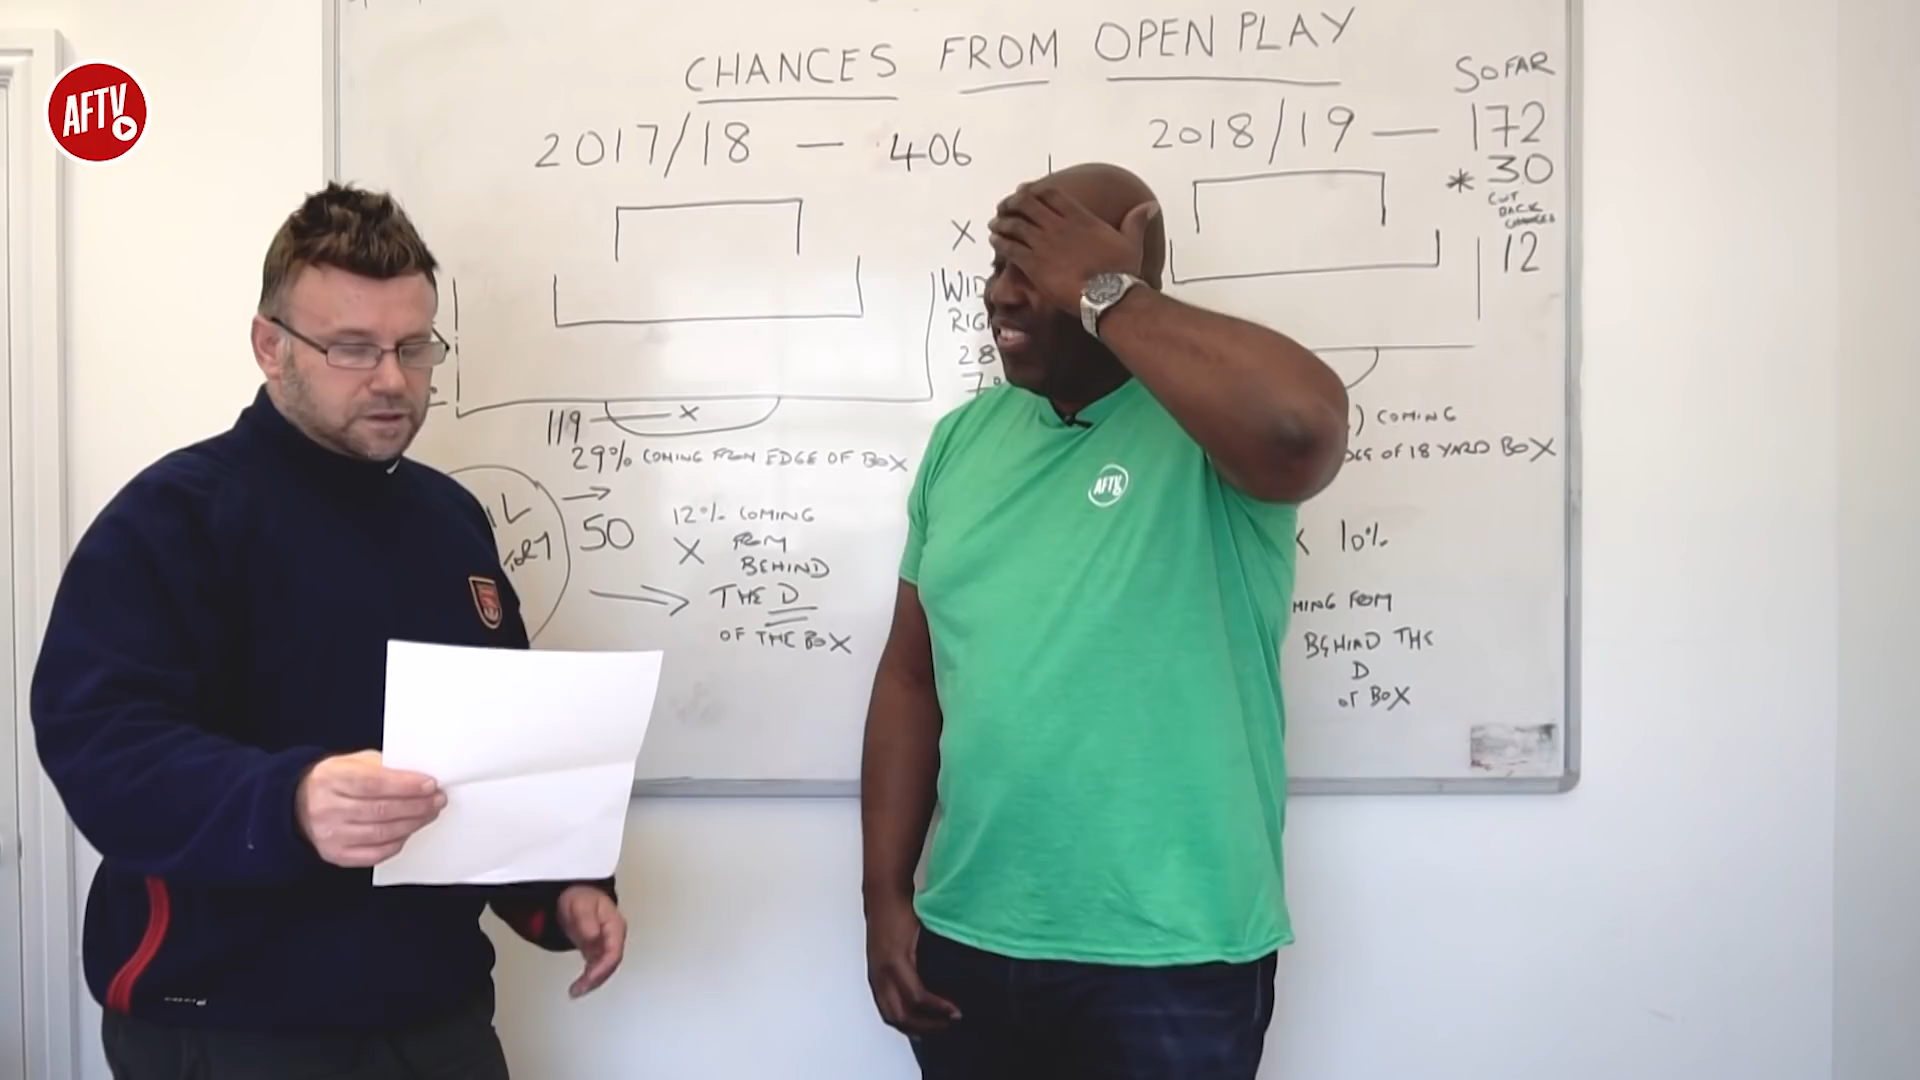 AFTV
CHANCES FROM OPEN PLAY
SO FAR
2017/18 — 406
2018/19 — 172
* 30
CUT
BACK
CHANCES
12
X
RIG
28
119 — X
29% COMING FROM EDGE OF BOX
50
12% COMING
X FROM
BEHIND
THE D
OF THE BOX
) COMING
OF 18 YARD BOX
10%
FROM
BEHIND THE
D
OF BOX
AFTV